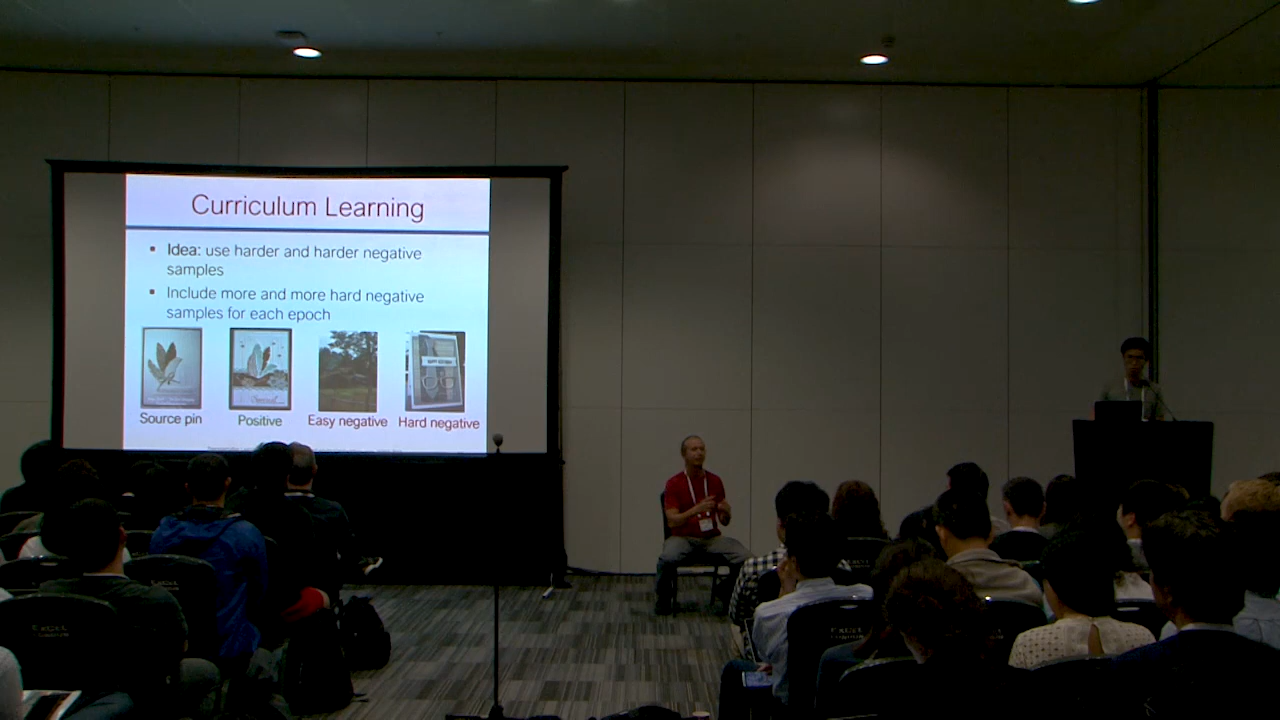 Curriculum Learning
▪ Idea: use harder and harder negative
samples
▪ Include more and more hard negative
samples for each epoch
Source pin
Positive
Easy negative
Hard negative